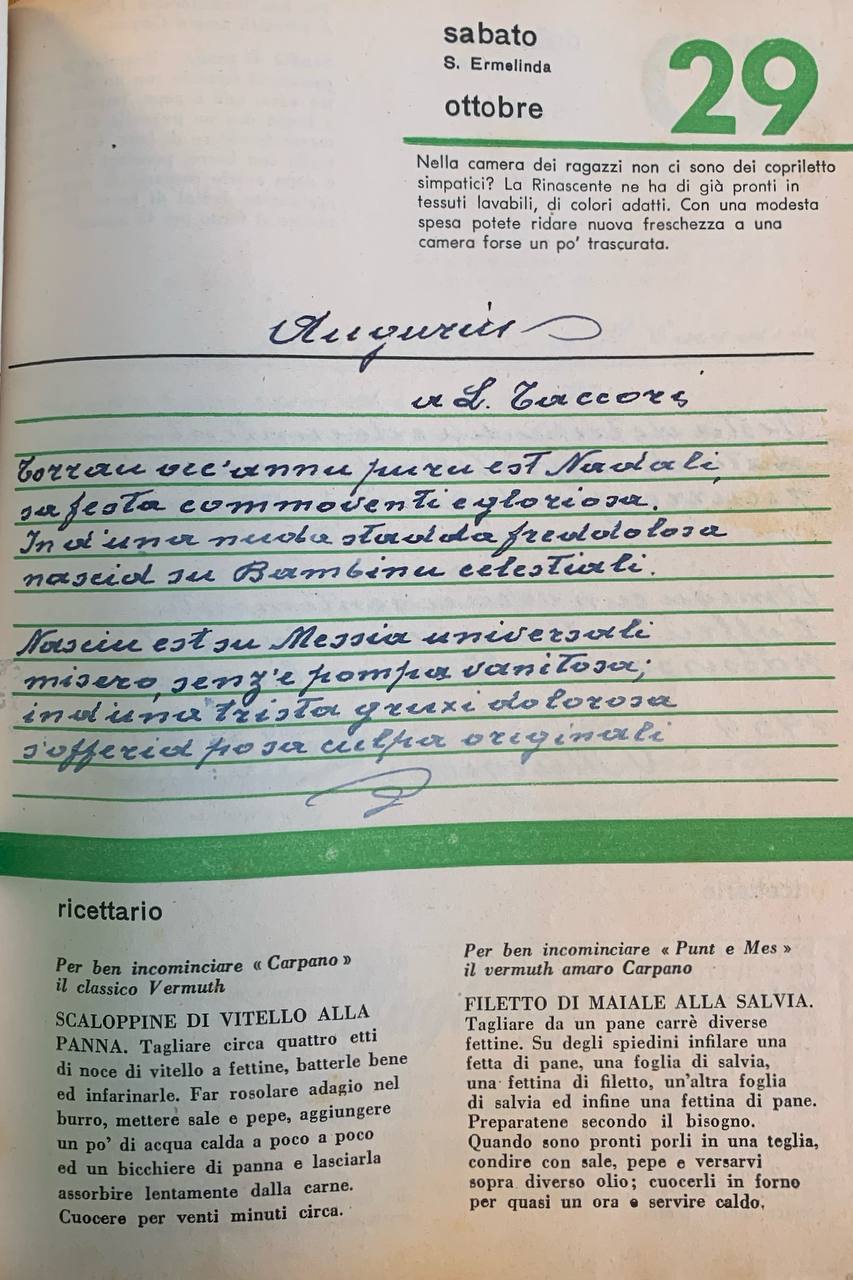 sabato
S. Ermelinda
ottobre
29
Nella camera dei ragazzi non ci sono dei copriletto
simpatici? La Rinascente ne ha di già pronti in
tessuti lavabili, di colori adatti. Con una modesta
spesa potete ridare nuova freschezza a una
camera forse un po' trascurata.
Auguriis
a L. Taccori
Torrau occ'annu puru est Nadali,
sa festa commoventi e gloriosa.
In d'una nuda stadda freddolosa
nascid su Bambinu celestiali.
Nasciu est su Messia universali
misero, senz'e pompa vanitosa;
in d'una trista gruxi dolorosa
s'offerid po sa culpa originali
ricettario
Per ben incominciare « Carpano »
il classico Vermuth
SCALOPPINE DI VITELLO ALLA
PANNA. Tagliare circa quattro etti
di noce di vitello a fettine, batterle bene
ed infarinarle. Far rosolare adagio nel
burro, mettere sale e pepe, aggiungere
un po' di acqua calda a poco a poco
ed un bicchiere di panna e lasciarla
assorbire lentamente dalla carne.
Cuocere per venti minuti circa.
Per ben incominciare « Punt e Mes »
il vermuth amaro Carpano
FILETTO DI MAIALE ALLA SALVIA.
Tagliare da un pane carrè diverse
fettine. Su degli spiedini infilare una
fetta di pane, una foglia di salvia,
una fettina di filetto, un'altra foglia
di salvia ed infine una fettina di pane.
Preparatene secondo il bisogno.
Quando sono pronti porli in una teglia,
condire con sale, pepe e versarvi
sopra diverso olio; cuocerli in forno
per quasi un ora e servire caldo.